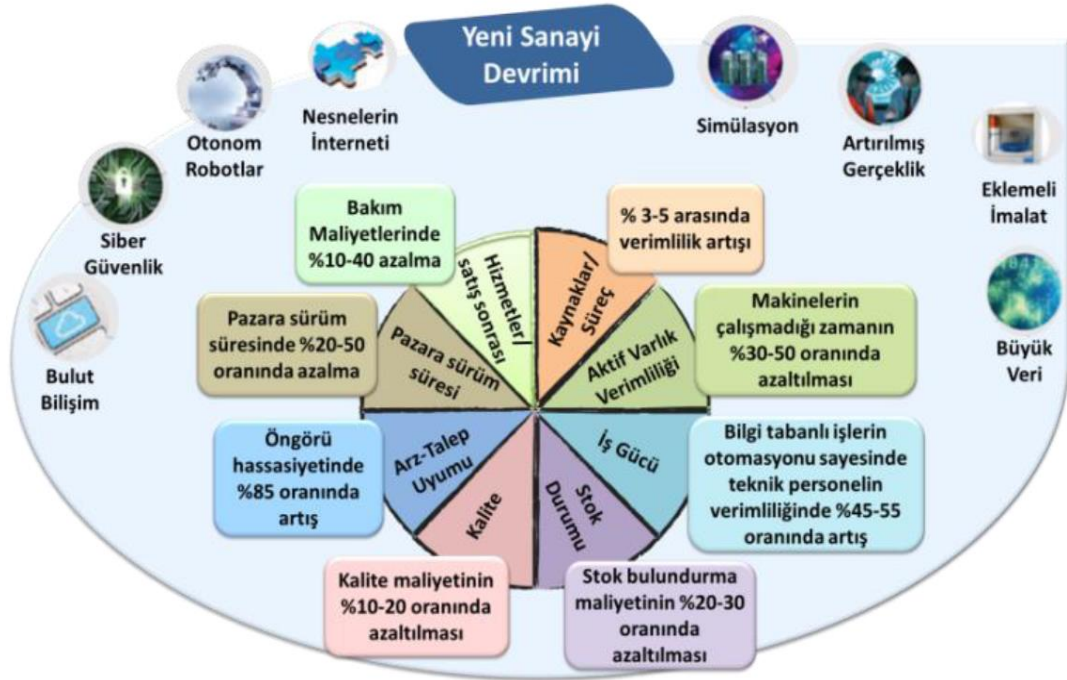 Yeni Sanayi
Devrimi
Nesnelerin
İnterneti
Otonom
Robotlar
Siber
Güvenlik
Bulut
Bilişim
Simülasyon
Artırılmış
Gerçeklik
Eklemeli
İmalat
Büyük
Veri
Bakım
Maliyetlerinde
%10-40 azalma
% 3-5 arasında
verimlilik artışı
Pazara sürüm
süresinde %20-50
oranında azalma
Makinelerin
çalışmadığı zamanın
%30-50 oranında
azaltılması
Öngörü
hassasiyetinde
%85 oranında
artış
Bilgi tabanlı işlerin
otomasyonu sayesinde
teknik personelin
verimliliğinde %45-55
oranında artış
Kalite maliyetinin
%10-20 oranında
azaltılması
Stok bulundurma
maliyetinin %20-30
oranında
azaltılması
Hizmetler/
satış sonrası
Kaynaklar/
Süreç
Pazara sürüm
süresi
Aktif Varlık
Verimliliği
Arz-Talep
Uyumu
İş Gücü
Kalite
Stok
Durumu